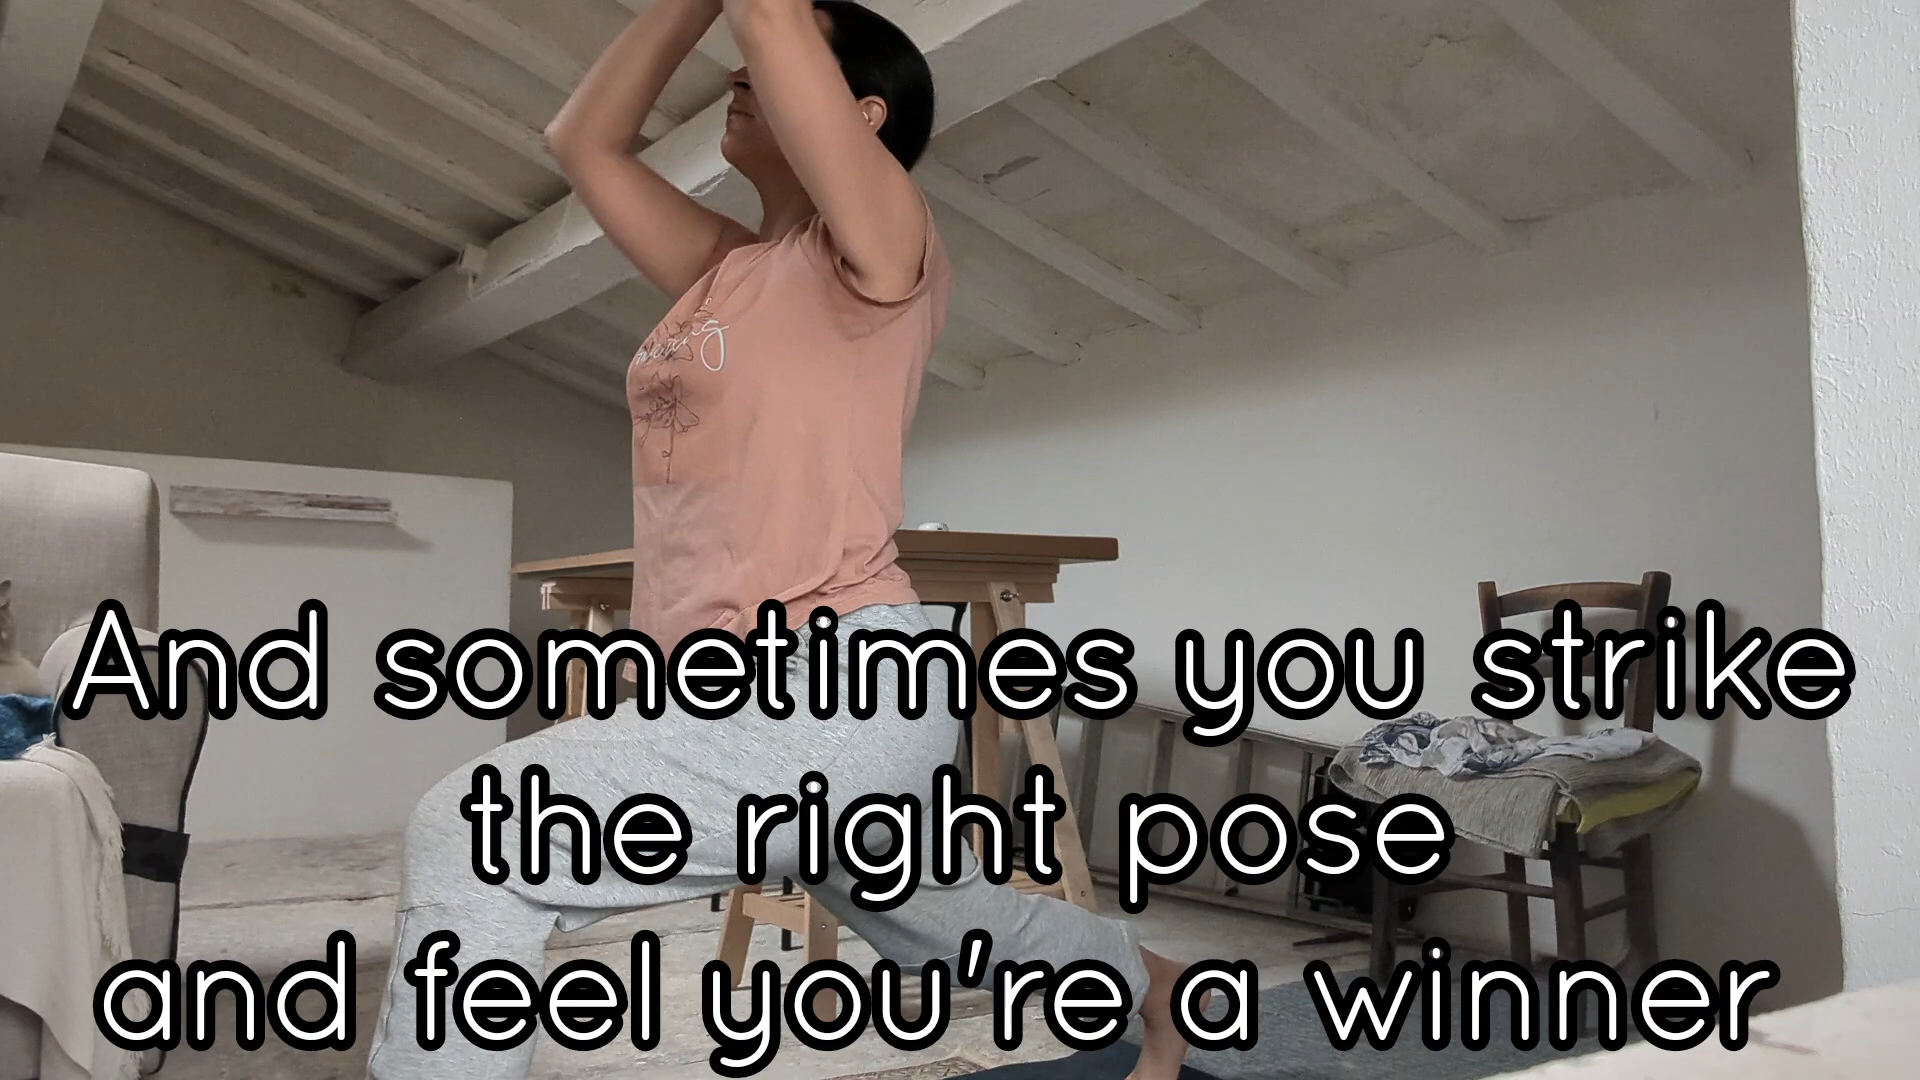 And sometimes you strike
the right pose
and feel you're a winner